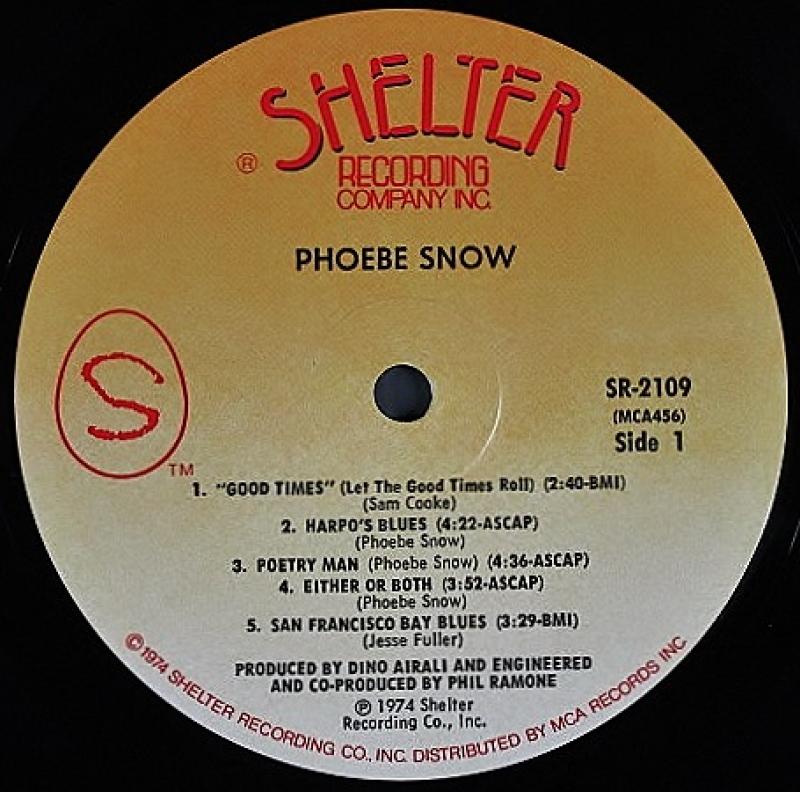 SHELTER
®
RECORDING
COMPANY INC.
PHOEBE SNOW
S
TM
SR-2109
(MCA456)
Side 1
1. "GOOD TIMES" (Let The Good Times Roll) (2:40-BMI)
(Sam Cooke)
2. HARPO'S BLUES (4:22-ASCAP)
(Phoebe Snow)
3. POETRY MAN (Phoebe Snow) (4:36-ASCAP)
4. EITHER OR BOTH (3:52-ASCAP)
(Phoebe Snow)
5. SAN FRANCISCO BAY BLUES (3:29-BMI)
(Jesse Fuller)
PRODUCED BY DINO AIRALI AND ENGINEERED
AND CO-PRODUCED BY PHIL RAMONE
℗ 1974 Shelter
Recording Co., Inc.
©1974 SHELTER RECORDING CO., INC. DISTRIBUTED BY MCA RECORDS INC.